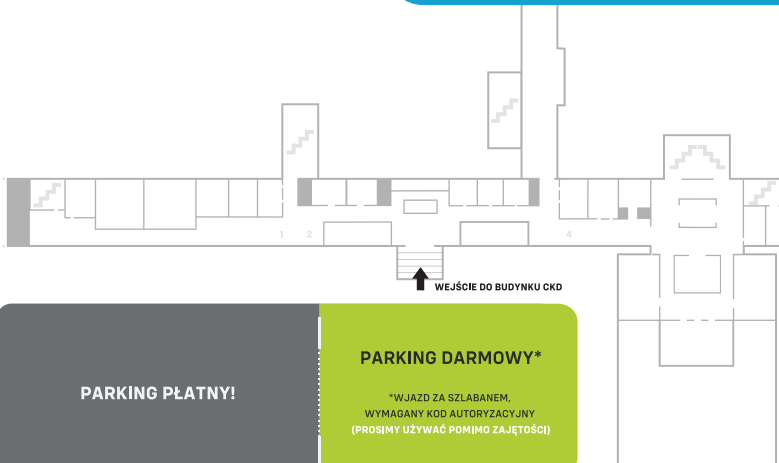 1 2 4
WEJŚCIE DO BUDYNKU CKD
PARKING PŁATNY!
PARKING DARMOWY*
*WJAZD ZA SZLABANEM,
WYMAGANY KOD AUTORYZACYJNY
(PROSIMY UŻYWAĆ POMIMO ZAJĘTOŚCI)